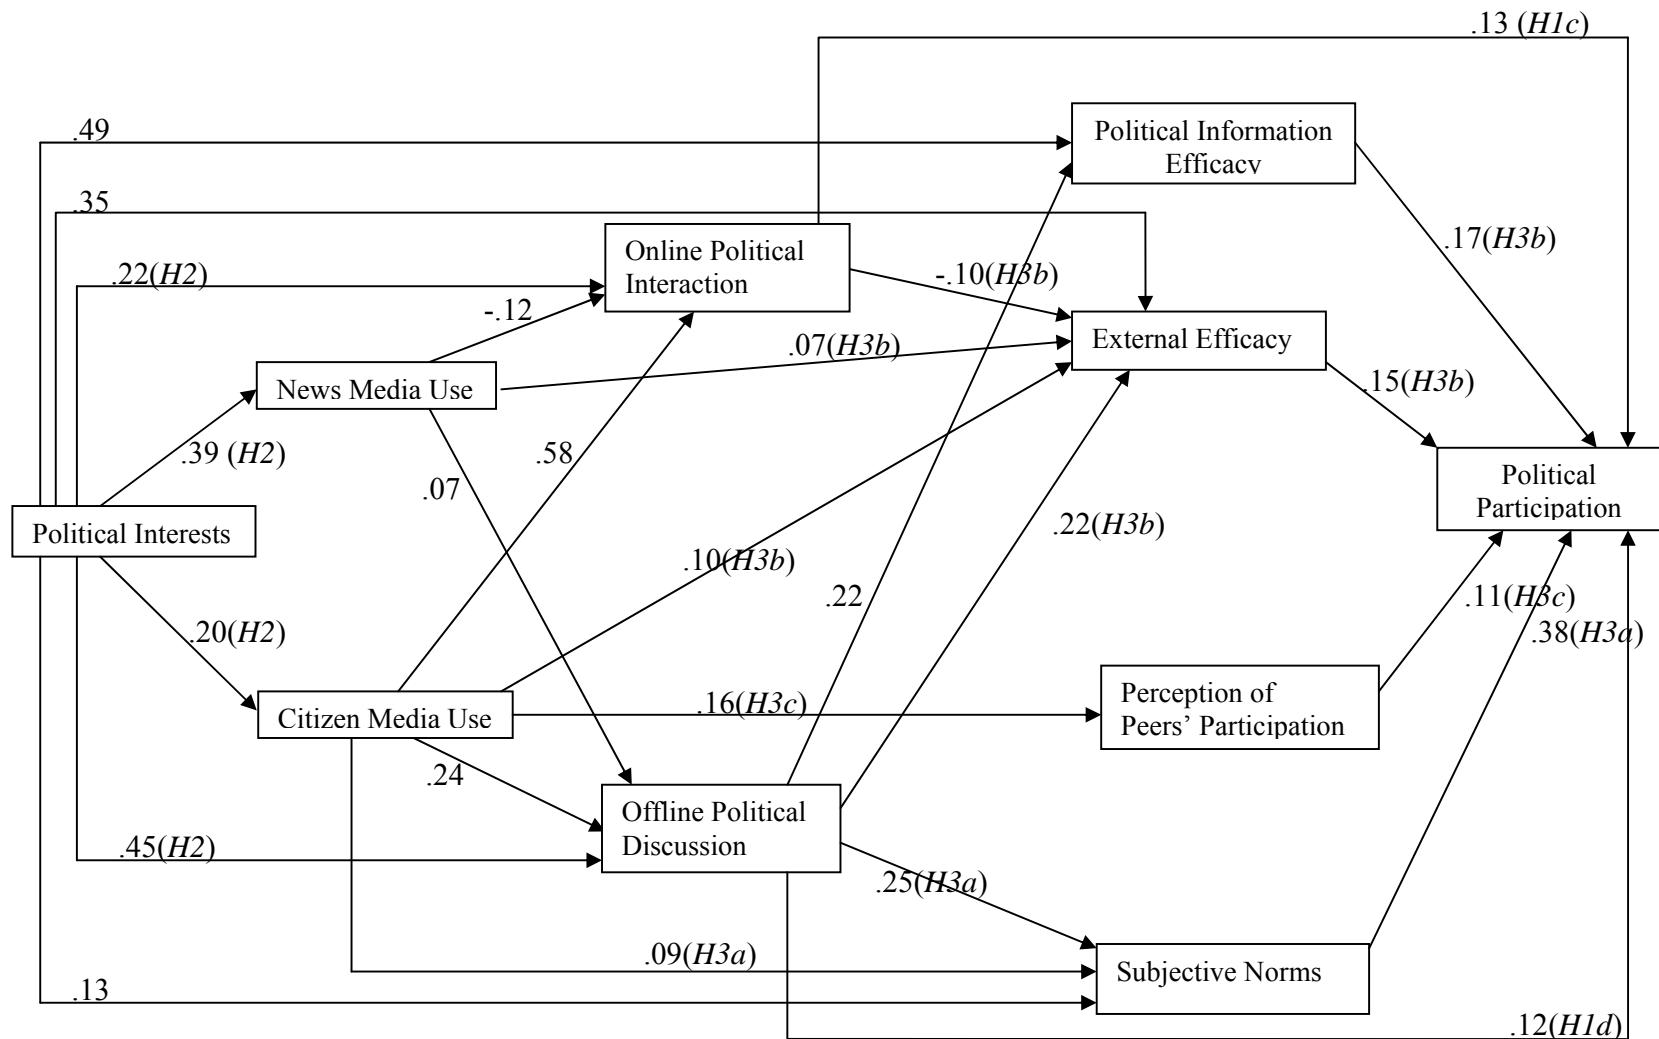 .13 (H1c)
.49
Political Information
Efficacy
.35
.17(H3b)
Online Political
Interaction
.22(H2)
-.10(H3b)
-.12
External Efficacy
.07(H3b)
News Media Use
.15(H3b)
.39 (H2)
.58
.07
Political
Participation
Political Interests
.22(H3b)
.10(H3b)
.22
.11(H3c)
.20(H2)
.38(H3a)
Perception of
Peers’ Participation
.16(H3c)
Citizen Media Use
.24
Offline Political
Discussion
.45(H2)
.25(H3a)
.09(H3a)
Subjective Norms
.13
.12(H1d)